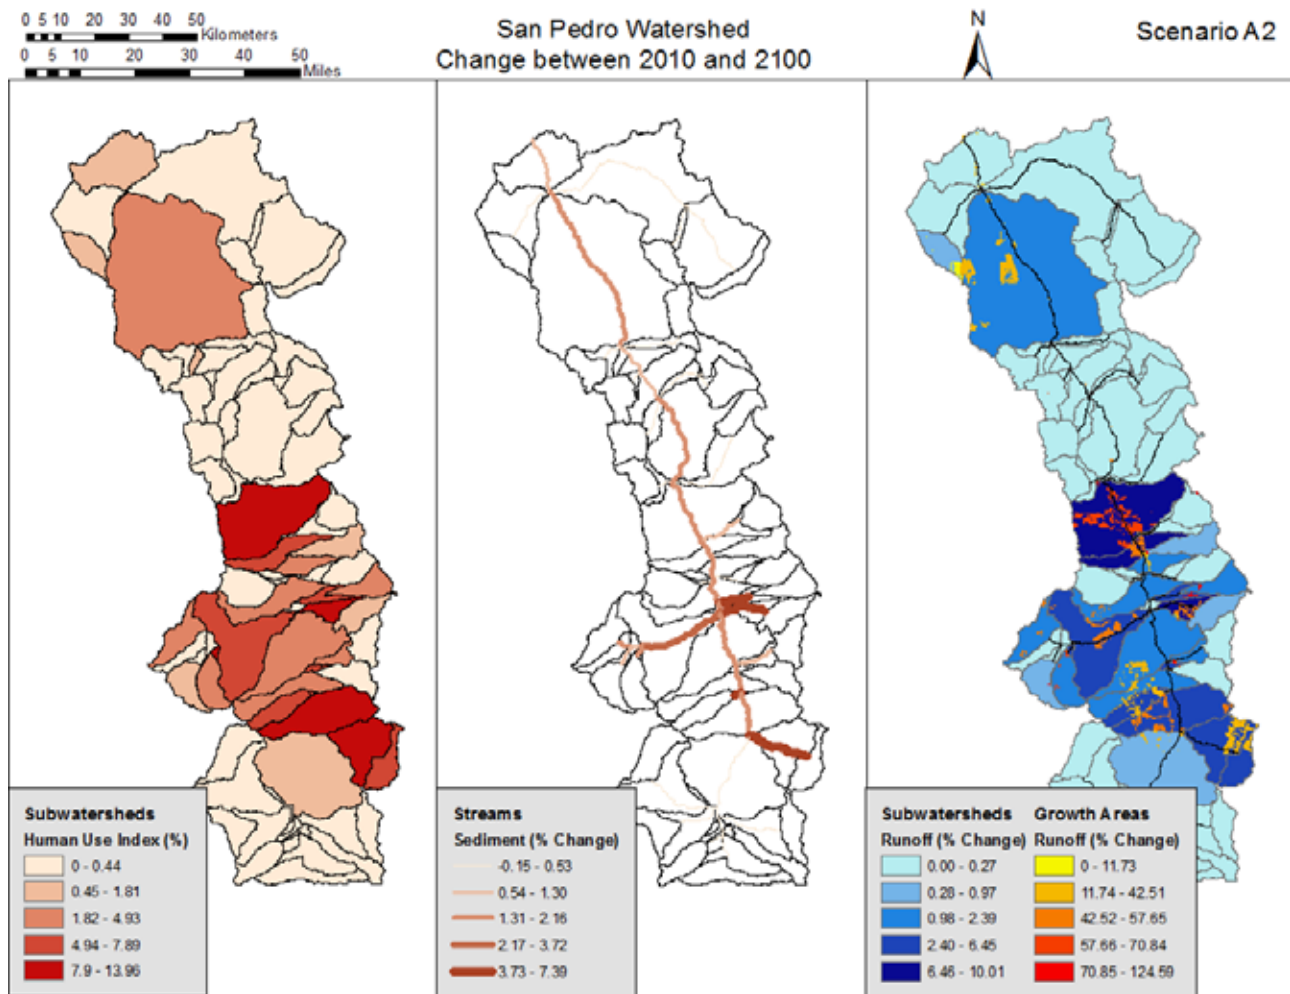 0 5 10 20 30 40 50
Kilometers
0 5 10 20 30 40 50
Miles
San Pedro Watershed
Change between 2010 and 2100
N
Scenario A2
Subwatersheds
Human Use Index (%)
0 - 0.44
0.45 - 1.81
1.82 - 4.93
4.94 - 7.89
7.9 - 13.96
Streams
Sediment (% Change)
-0.15 - 0.53
0.54 - 1.30
1.31 - 2.16
2.17 - 3.72
3.73 - 7.39
Subwatersheds
Runoff (% Change)
0.00 - 0.27
0.28 - 0.97
0.98 - 2.39
2.40 - 6.45
6.46 - 10.01
Growth Areas
Runoff (% Change)
0 - 11.73
11.74 - 42.51
42.52 - 57.65
57.66 - 70.84
70.85 - 124.59